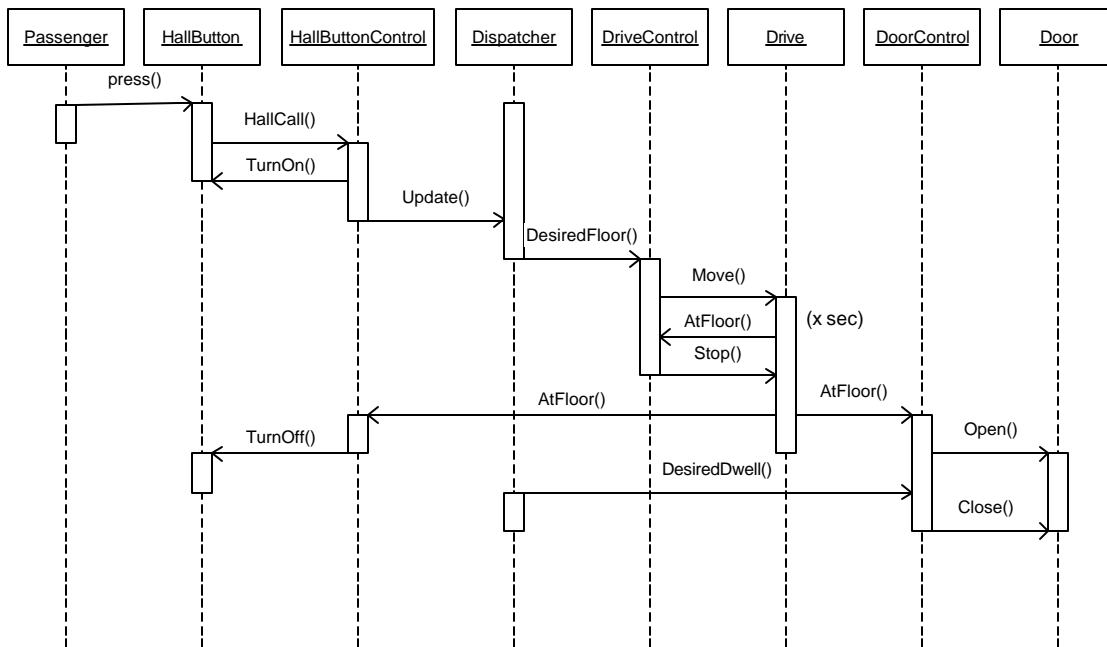 Passenger
HallButton
HallButtonControl
Dispatcher
DriveControl
Drive
DoorControl
Door
press()
HallCall()
TurnOn()
Update()
DesiredFloor()
Move()
(x sec)
AtFloor()
Stop()
AtFloor()
AtFloor()
TurnOff()
Open()
DesiredDwell()
Close()